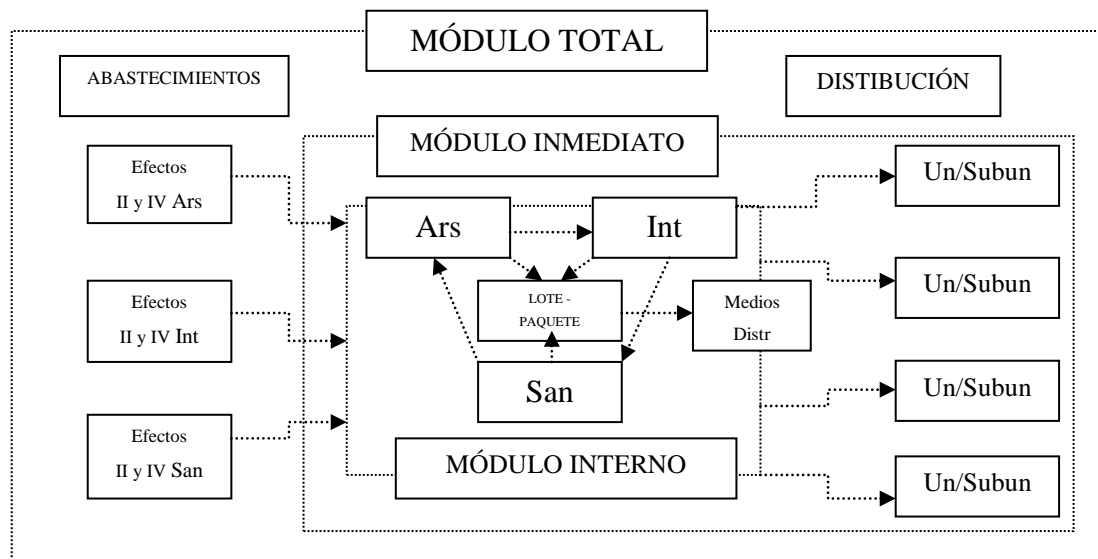 MÓDULO TOTAL
ABASTECIMIENTOS
DISTIBUCIÓN
MÓDULO INMEDIATO
Efectos
II y IV Ars
Efectos
II y IV Int
Efectos
II y IV San
Ars
Int
LOTE -
PAQUETE
Medios
Distr
San
MÓDULO INTERNO
Un/Subun
Un/Subun
Un/Subun
Un/Subun